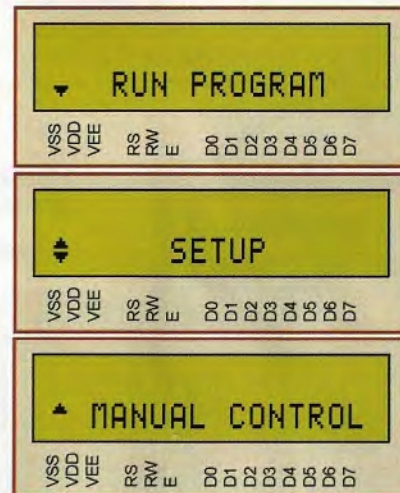 RUN PROGRAM
VSS VDD VEE RS RW E D0 D1 D2 D3 D4 D5 D6 D7
SETUP
VSS VDD VEE RS RW E D0 D1 D2 D3 D4 D5 D6 D7
MANUAL CONTROL
VSS VDD VEE RS RW E D0 D1 D2 D3 D4 D5 D6 D7